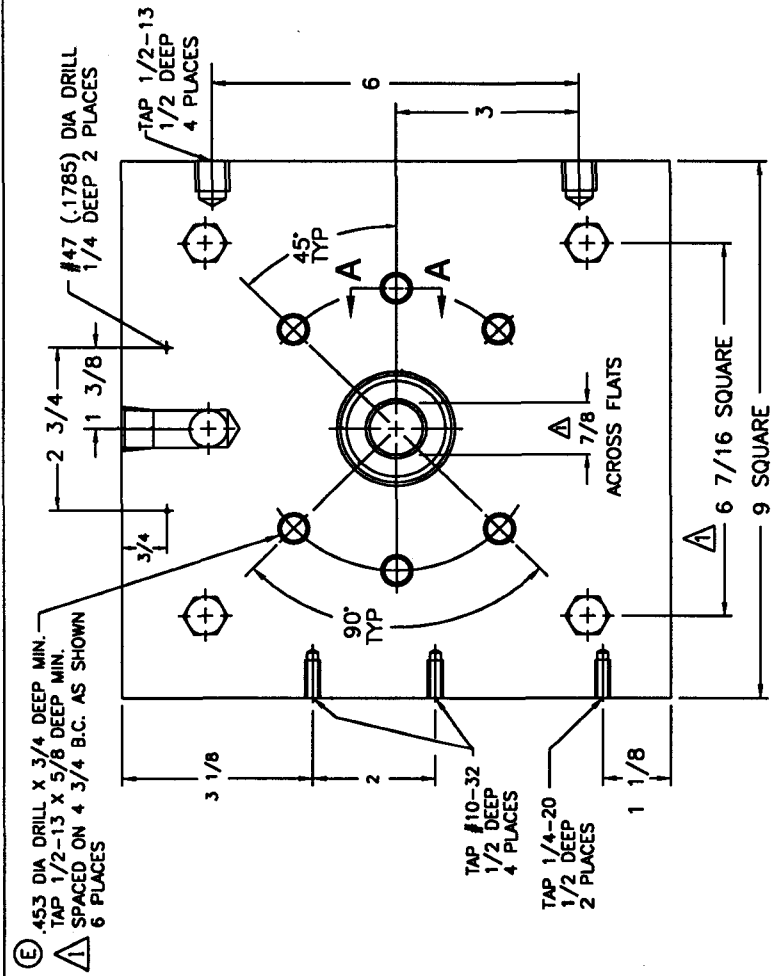 E .453 DIA DRILL X 3/4 DEEP MIN.
TAP 1/2-13 X 5/8 DEEP MIN.
1 SPACED ON 4 3/4 B.C. AS SHOWN
6 PLACES
3/4
2 3/4
1 3/8
#47 (.1785) DIA DRILL
1/4 DEEP 2 PLACES
TAP 1/2-13
1/2 DEEP
4 PLACES
45°
TYP
A
A
6
3
90°
TYP
1
7/8
ACROSS FLATS
3 1/8
2
1 1/8
TAP #10-32
1/2 DEEP
4 PLACES
TAP 1/4-20
1/2 DEEP
2 PLACES
1 6 7/16 SQUARE
9 SQUARE